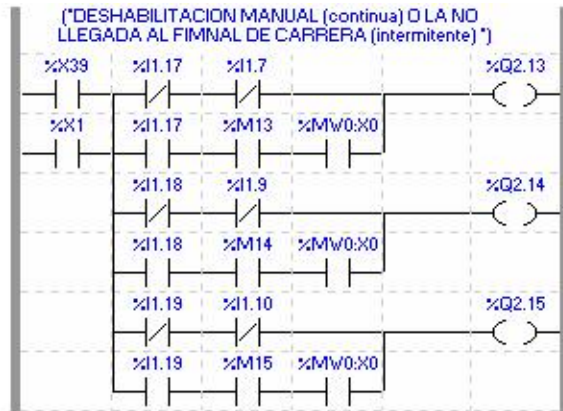 (*DESHABILITACION MANUAL (continua) O LA NO
LLEGADA AL FIMNAL DE CARRERA (intermitente) *)
%X39 %I1.17 %I1.7 %Q2.13
%X1 %I1.17 %M13 %MW0:X0
%I1.18 %I1.9 %Q2.14
%I1.18 %M14 %MW0:X0
%I1.19 %I1.10 %Q2.15
%I1.19 %M15 %MW0:X0